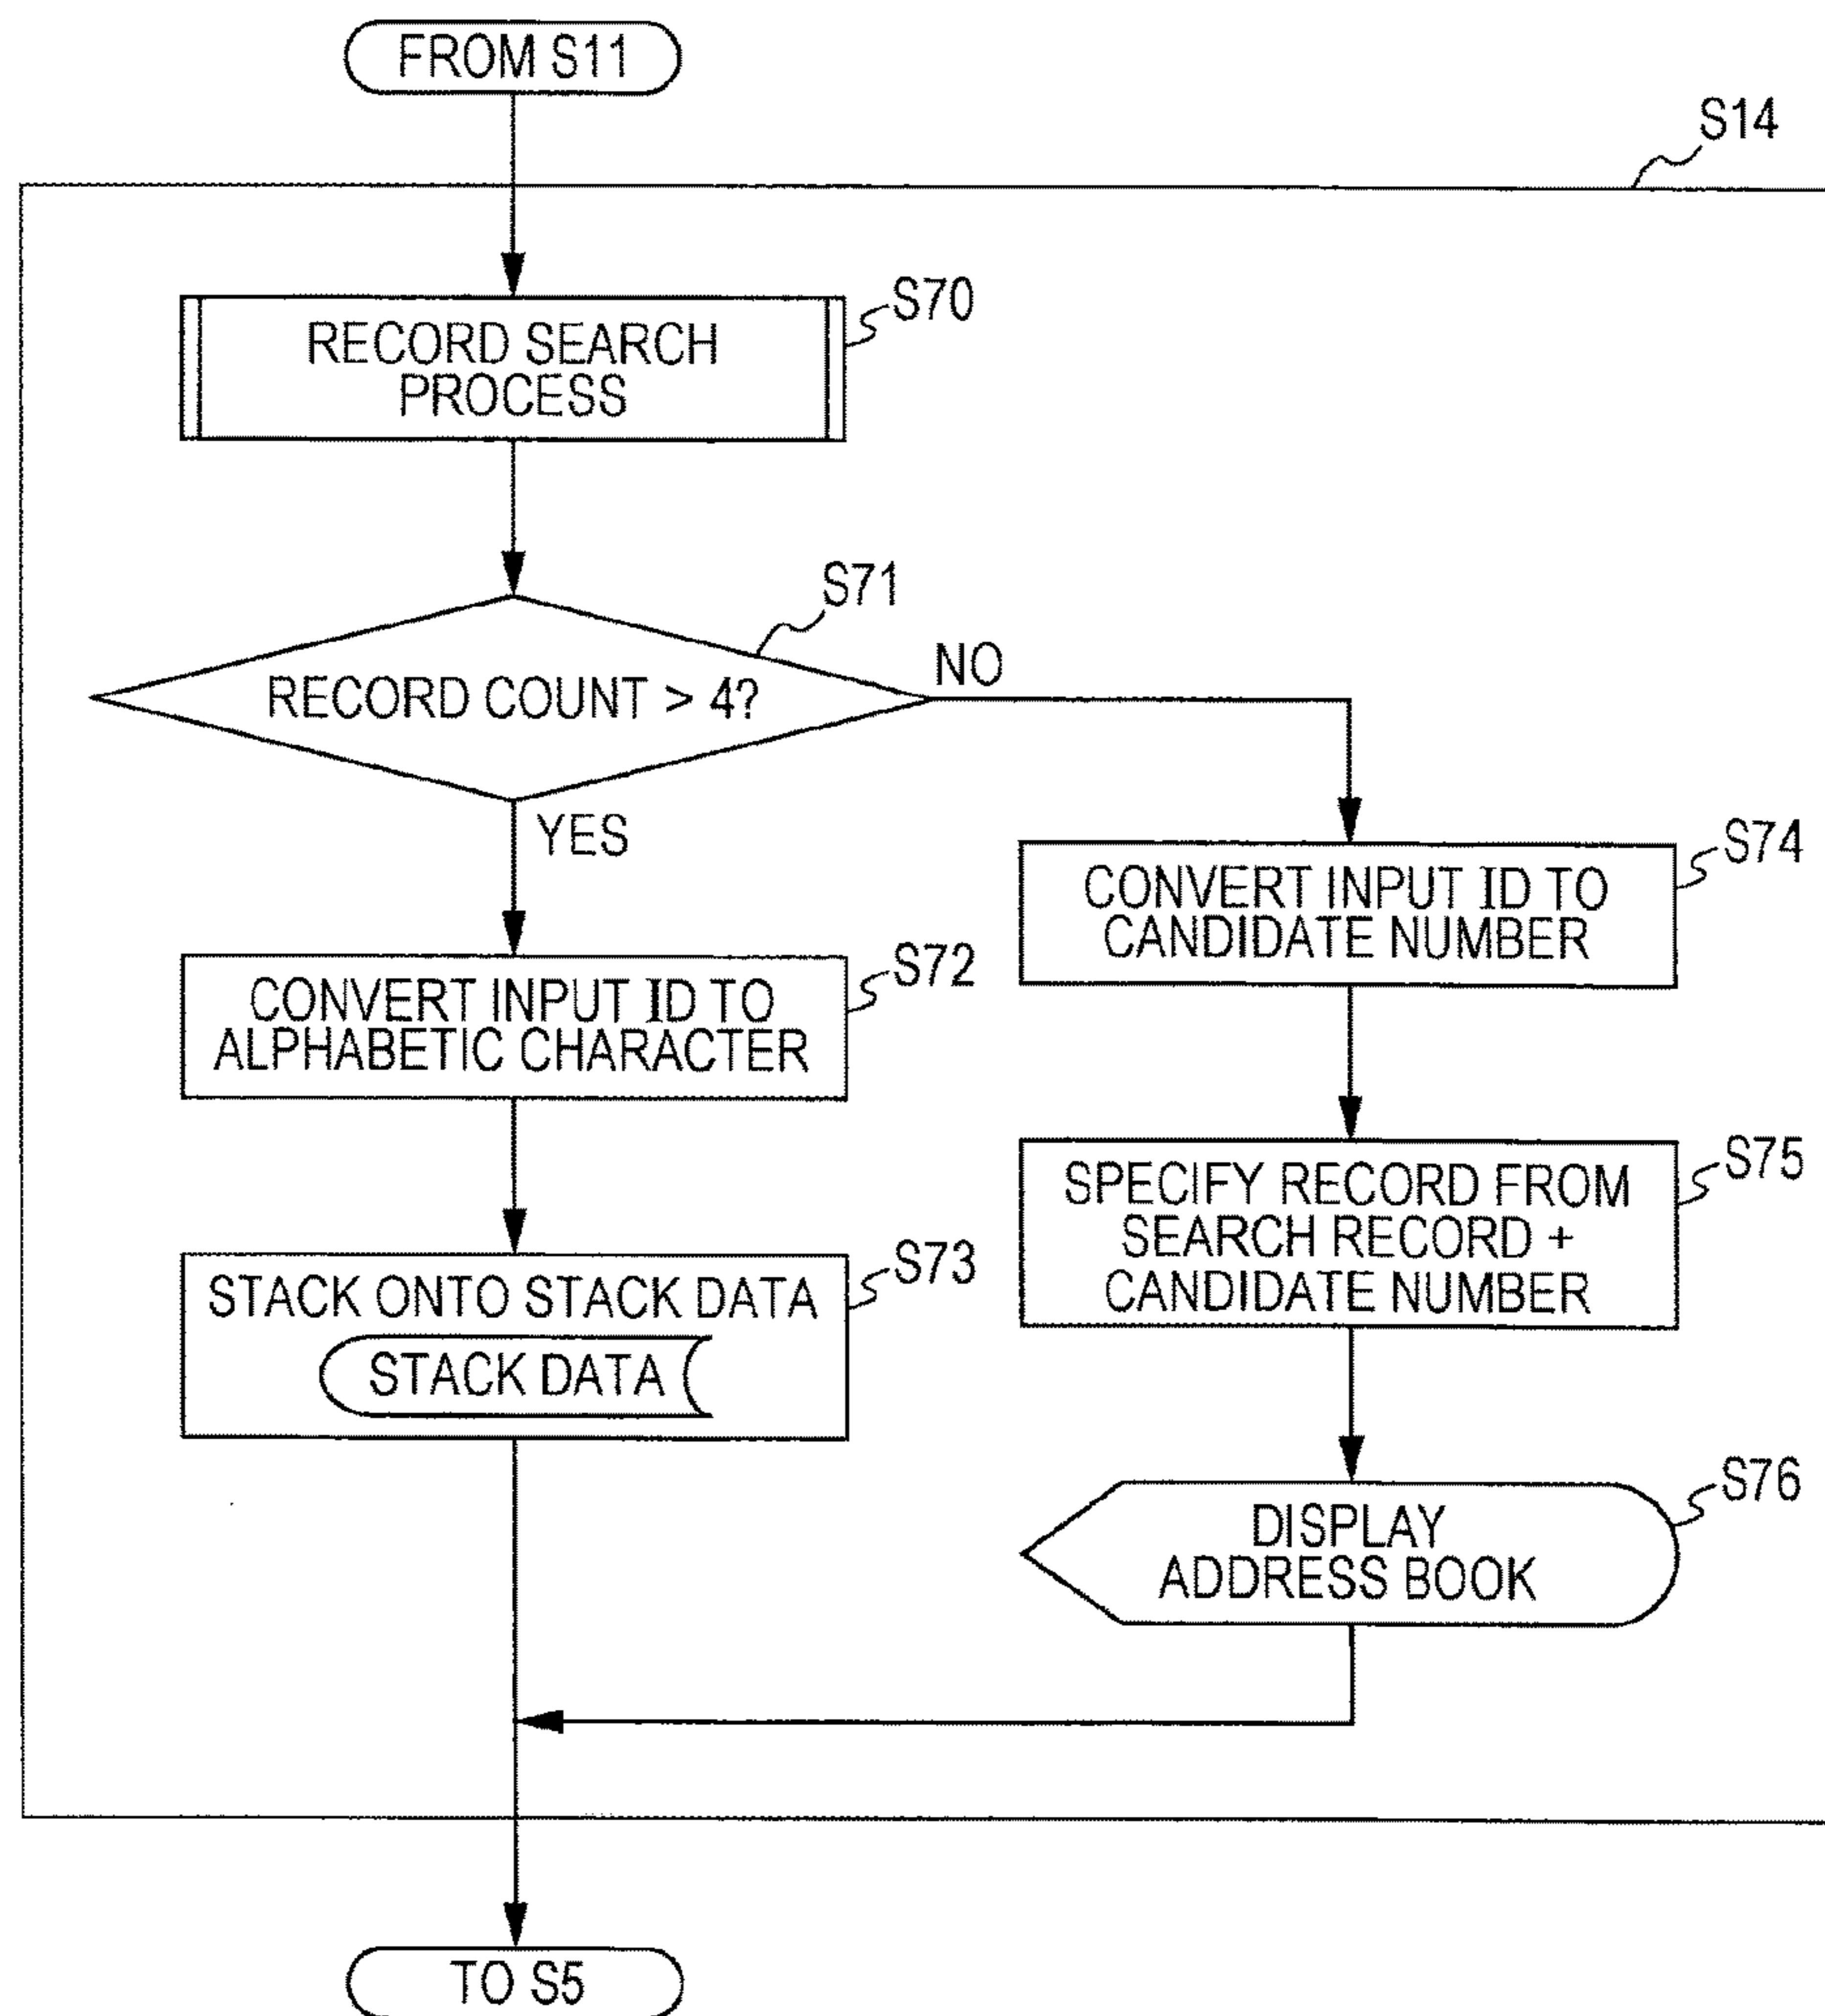 FROM S11
S14
S70
RECORD SEARCH
PROCESS
S71
RECORD COUNT > 4?
NO
YES
S72
CONVERT INPUT ID TO
ALPHABETIC CHARACTER
S73
STACK ONTO STACK DATA
STACK DATA
S74
CONVERT INPUT ID TO
CANDIDATE NUMBER
S75
SPECIFY RECORD FROM
SEARCH RECORD +
CANDIDATE NUMBER
S76
DISPLAY
ADDRESS BOOK
TO S5